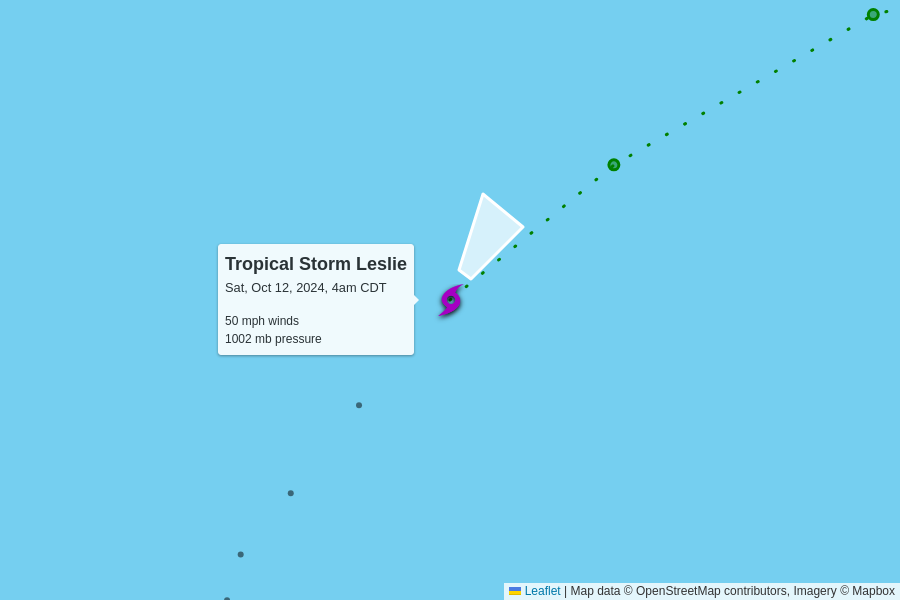 Tropical Storm Leslie
Sat, Oct 12, 2024, 4am CDT
50 mph winds
1002 mb pressure
Leaflet | Map data © OpenStreetMap contributors, Imagery © Mapbox